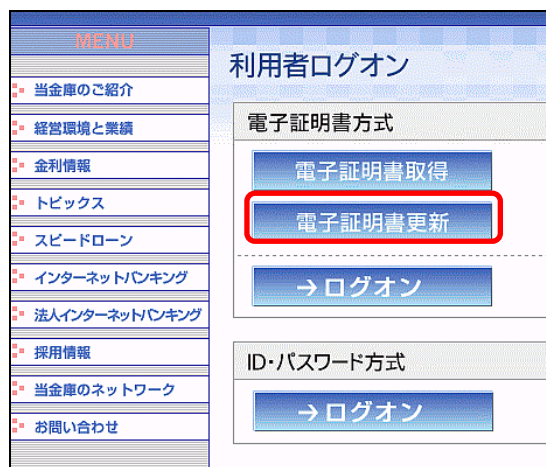 MENU
当金庫のご紹介
経営環境と業績
金利情報
トピックス
スピードローン
インターネットバンキング
法人インターネットバンキング
採用情報
当金庫のネットワーク
お問い合わせ
利用者ログオン
電子証明書方式
電子証明書取得
電子証明書更新
→ログオン
ID・パスワード方式
→ログオン